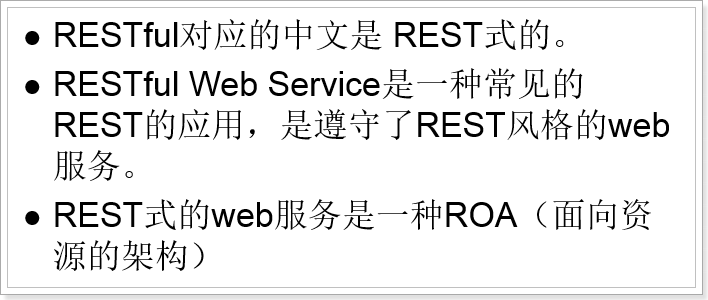 ● RESTful对应的中文是 REST式的。
● RESTful Web Service是一种常见的
REST的应用，是遵守了REST风格的web
服务。
● REST式的web服务是一种ROA（面向资
源的架构）